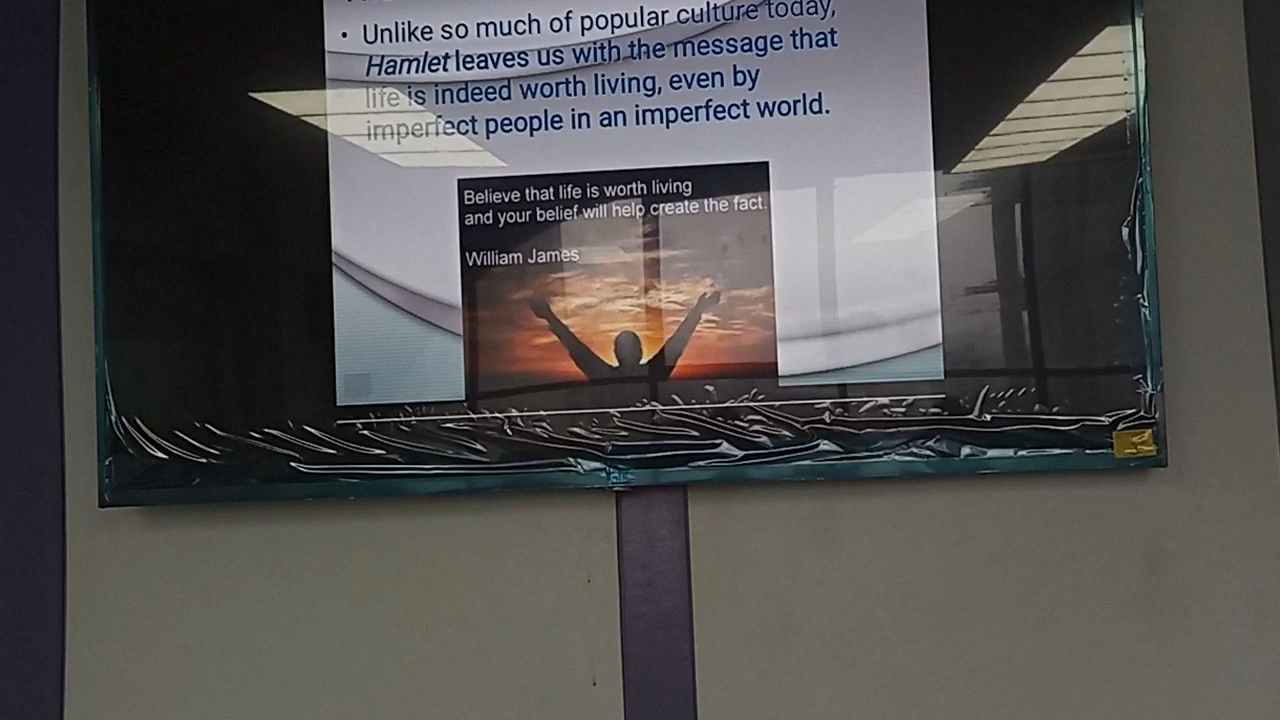 • Unlike so much of popular culture today,
Hamlet leaves us with the message that
life is indeed worth living, even by
imperfect people in an imperfect world.
Believe that life is worth living
and your belief will help create the fact.
William James